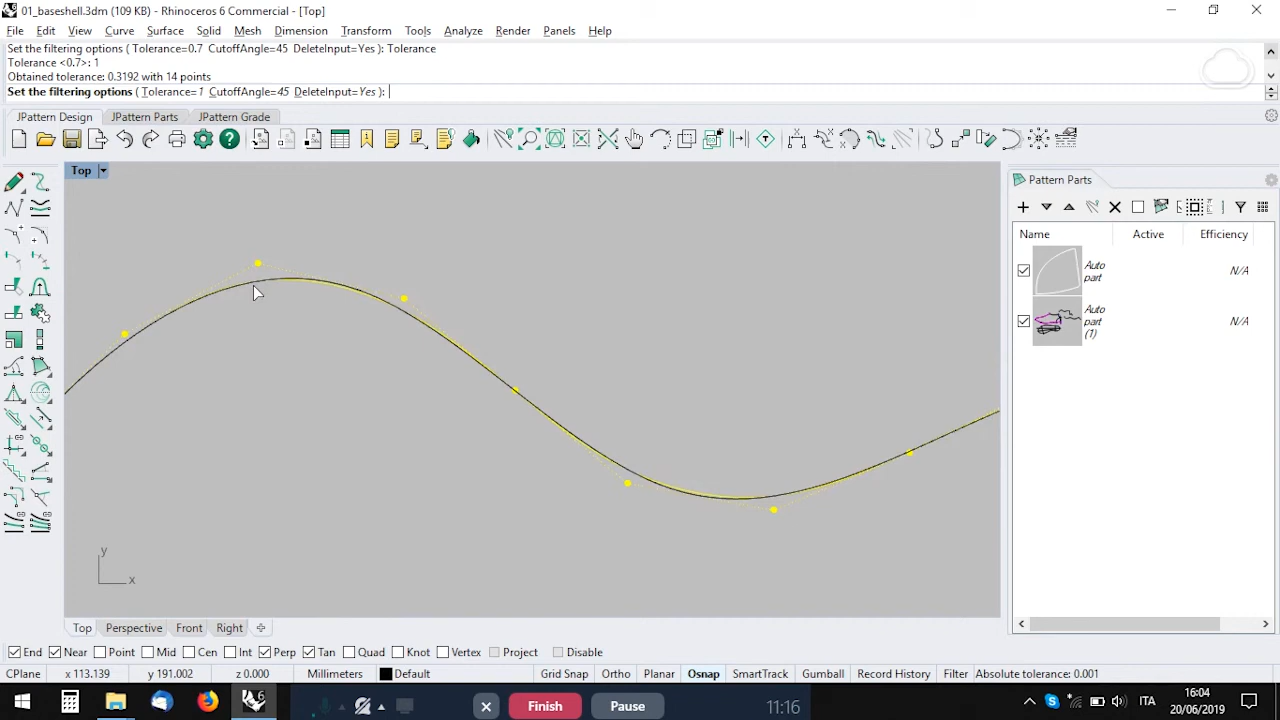 01_baseshell.3dm (109 KB) - Rhinoceros 6 Commercial - [Top]
File Edit View Curve Surface Solid Mesh Dimension Transform Tools Analyze Render Panels Help
Set the filtering options ( Tolerance=0.7 CutoffAngle=45 DeleteInput=Yes ): Tolerance
Tolerance <0.7>: 1
Obtained tolerance: 0.3192 with 14 points
Set the filtering options ( Tolerance=1 CutoffAngle=45 DeleteInput=Yes ):
JPattern Design JPattern Parts JPattern Grade
Top
Pattern Parts
Name Active Efficiency
Auto
part
N/A
Auto
part
(1)
N/A
y
x
Top Perspective Front Right
End Near Point Mid Cen Int Perp Tan Quad Knot Vertex Project Disable
CPlane x 113.139 y 191.002 z 0.000 Millimeters Default Grid Snap Ortho Planar Osnap SmartTrack Gumball Record History Filter Absolute tolerance: 0.001
6
Finish Pause 11:16
ITA
16:04
20/06/2019